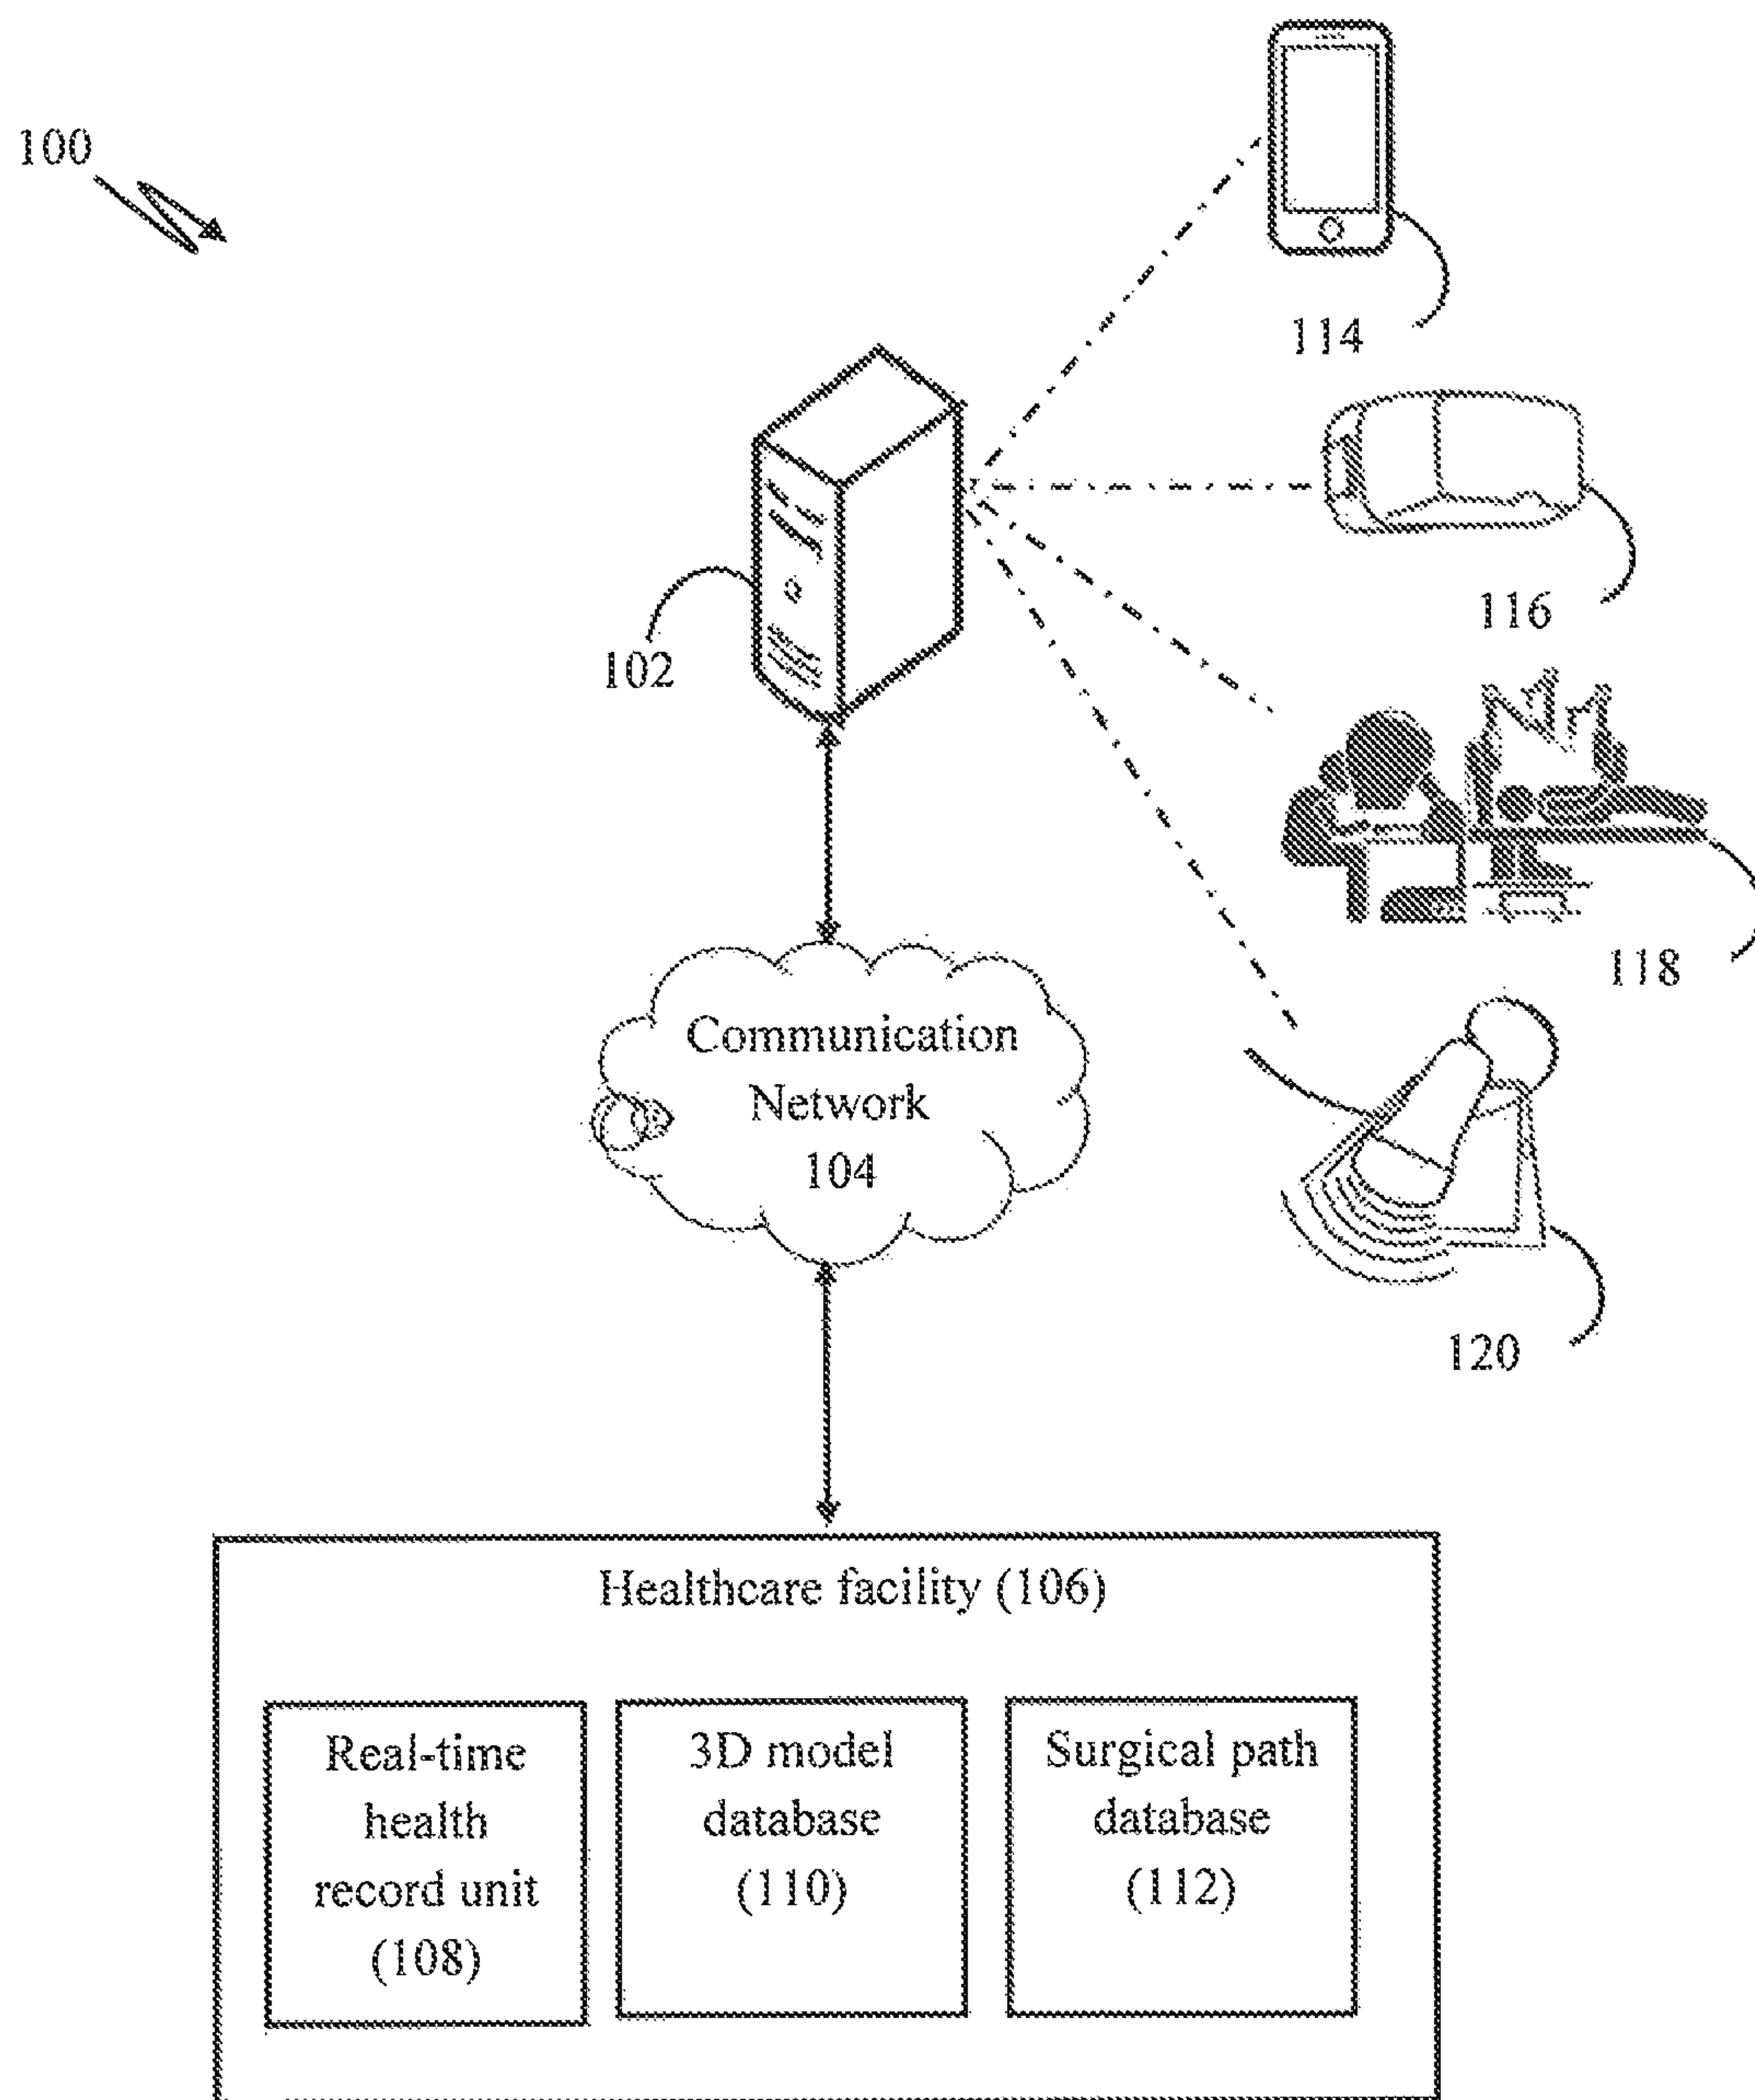 100
114
116
102
118
Communication
Network
104
120
Healthcare facility (106)
Real-time
health
record unit
(108)
3D model
database
(110)
Surgical path
database
(112)